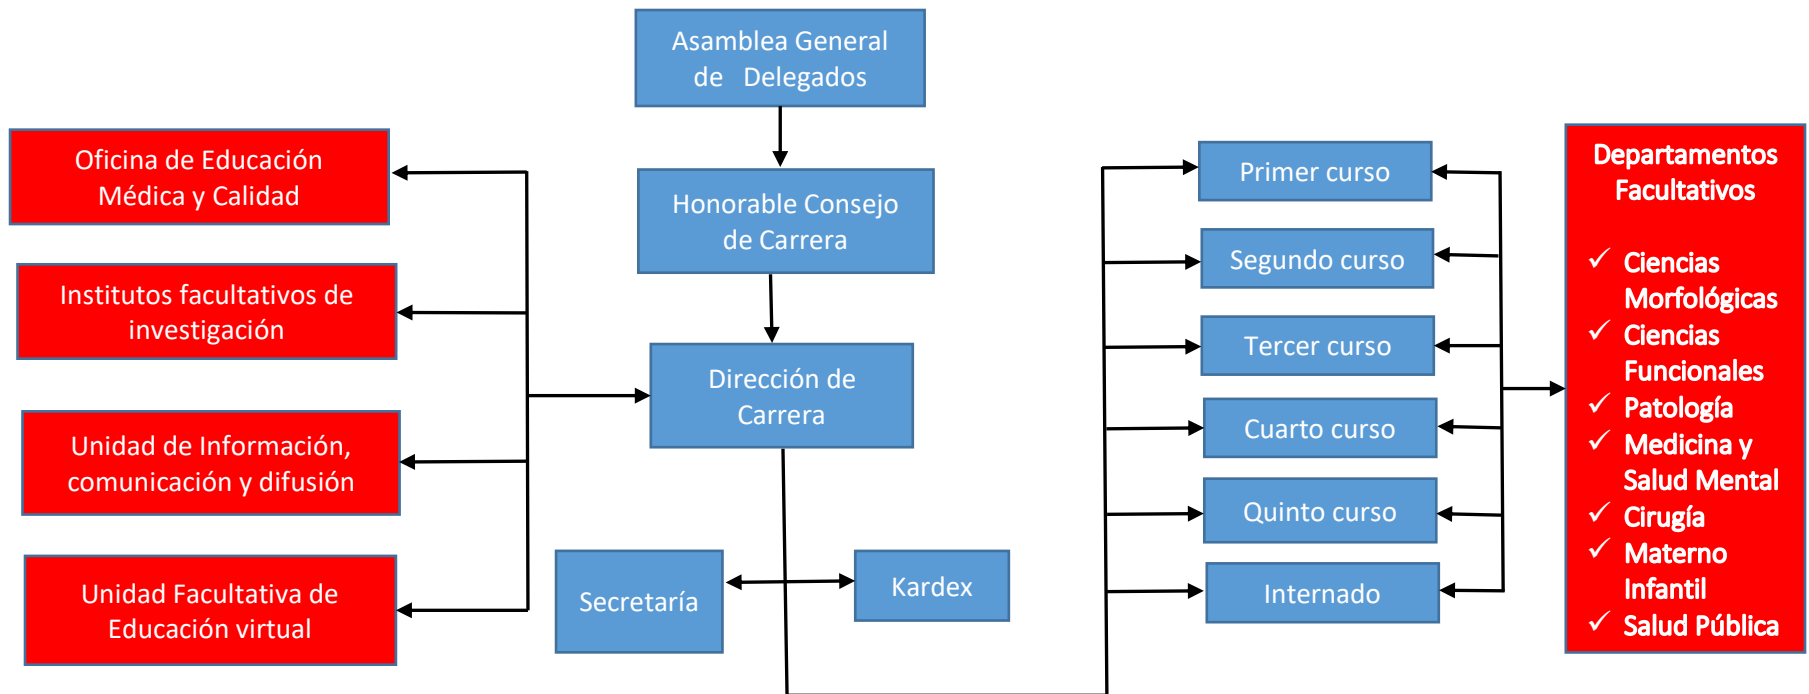 Asamblea General
de Delegados
Oficina de Educación
Médica y Calidad
Honorable Consejo
de Carrera
Institutos facultativos de
investigación
Dirección de
Carrera
Unidad de Información,
comunicación y difusión
Unidad Facultativa de
Educación virtual
Secretaría
Kardex
Primer curso
Segundo curso
Tercer curso
Cuarto curso
Quinto curso
Internado
Departamentos
Facultativos
✓ Ciencias
Morfológicas
✓ Ciencias
Funcionales
✓ Patología
✓ Medicina y
Salud Mental
✓ Cirugía
✓ Materno
Infantil
✓ Salud Pública